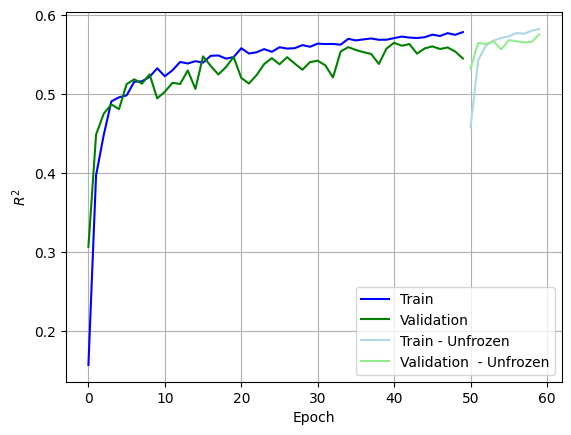 0.6
0.5
0.4
0.3
0.2
R²
0 10 20 30 40 50 60
Epoch
Train
Validation
Train - Unfrozen
Validation  - Unfrozen